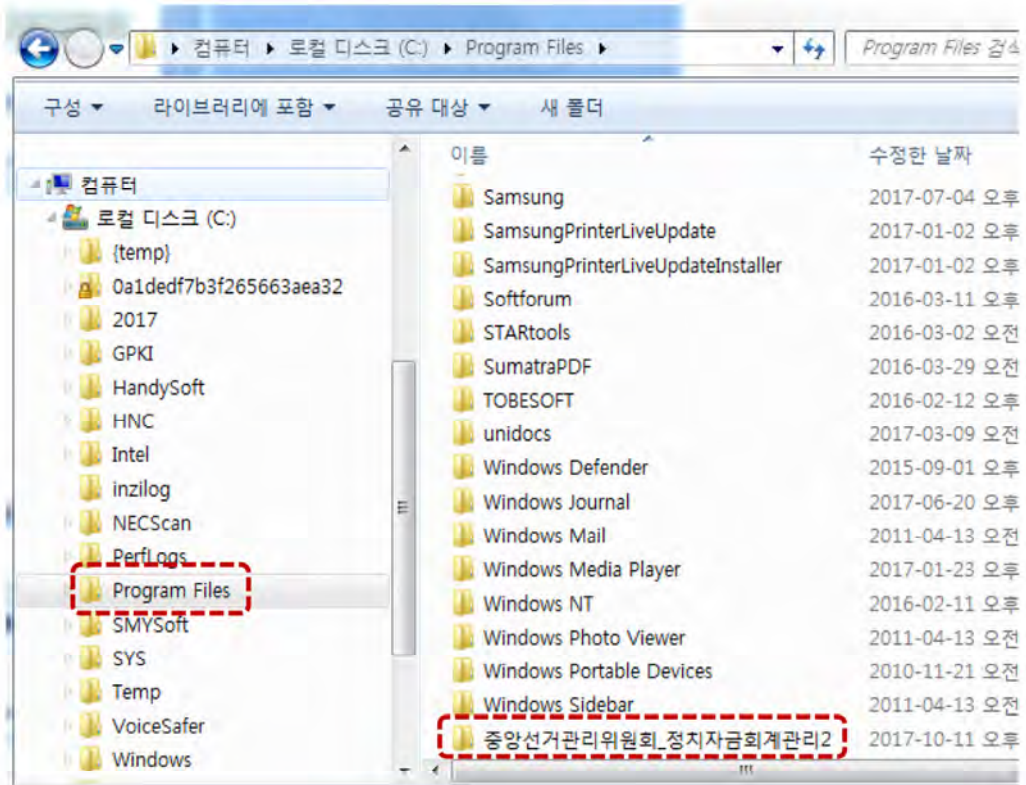 컴퓨터 로컬 디스크 (C:) Program Files
Program Files 검색
구성 라이브러리에 포함 공유 대상 새 폴더
컴퓨터
로컬 디스크 (C:)
{temp}
0a1dedf7b3f265663aea32
2017
GPKI
HandySoft
HNC
Intel
inzilog
NECScan
PerfLogs
Program Files
SMYSoft
SYS
Temp
VoiceSafer
Windows
이름 수정한 날짜
Samsung 2017-07-04 오후
SamsungPrinterLiveUpdate 2017-01-02 오후
SamsungPrinterLiveUpdateInstaller 2017-01-02 오후
Softforum 2016-03-11 오후
STARtools 2016-03-02 오전
SumatraPDF 2016-03-29 오전
TOBESOFT 2016-02-12 오후
unidocs 2017-03-09 오전
Windows Defender 2015-09-01 오후
Windows Journal 2017-06-20 오후
Windows Mail 2011-04-13 오전
Windows Media Player 2017-01-23 오후
Windows NT 2016-02-11 오후
Windows Photo Viewer 2011-04-13 오전
Windows Portable Devices 2010-11-21 오전
Windows Sidebar 2011-04-13 오전
중앙선거관리위원회_정치자금회계관리2 2017-10-11 오후